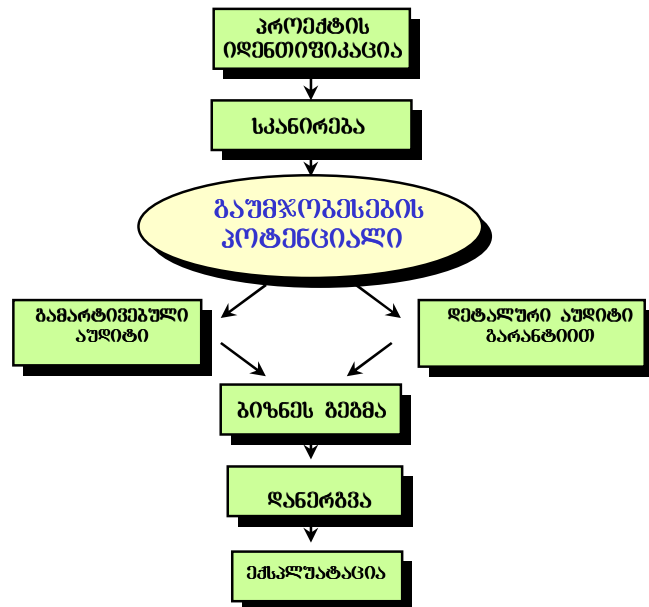 პროექტის
იდენთიფიკაცია
სკანირება
გაუმჯობესების
პოტენციალი
გამარტივებული
აუდიტი
დეტალური აუდიტი
გარანტიით
ბიზნეს გეგმა
დანერგვა
ექსპლუატაცია